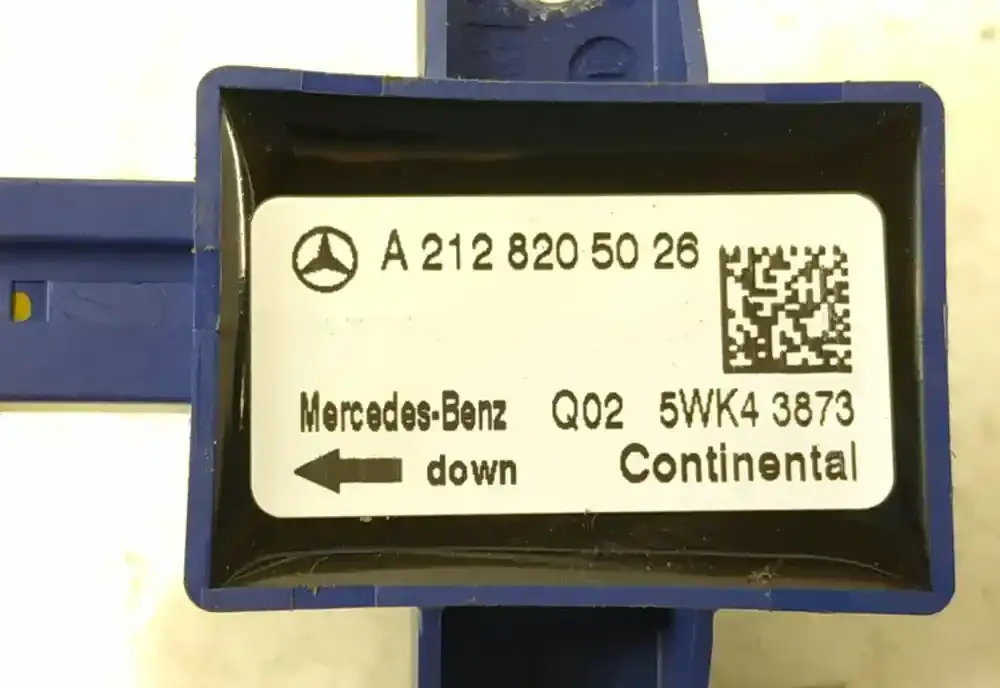 A 212 820 50 26
Mercedes-Benz Q02 5WK4 3873
down Continental